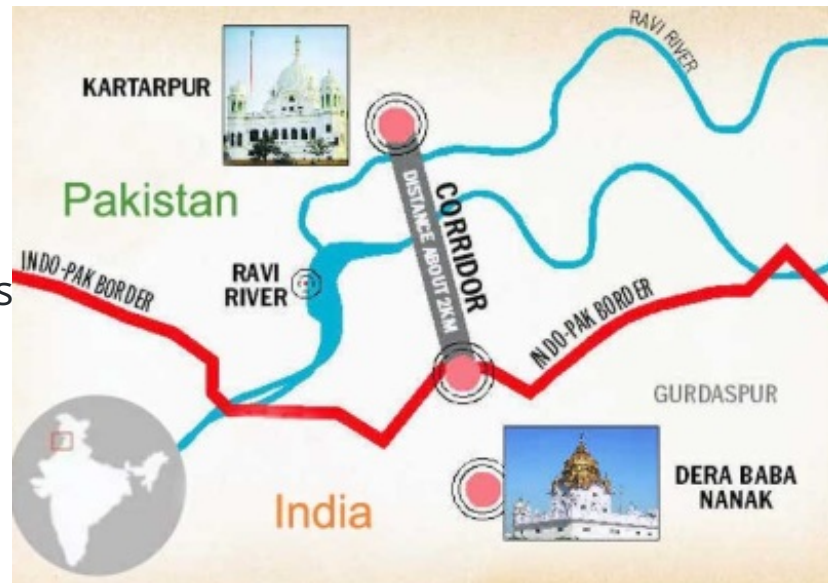 RAVI RIVER
KARTARPUR
Pakistan
CORRIDOR
DISTANCE ABOUT 2KM
INDO-PAK BORDER
s
RAVI
RIVER
INDO-PAK BORDER
GURDASPUR
DERA BABA
NANAK
India